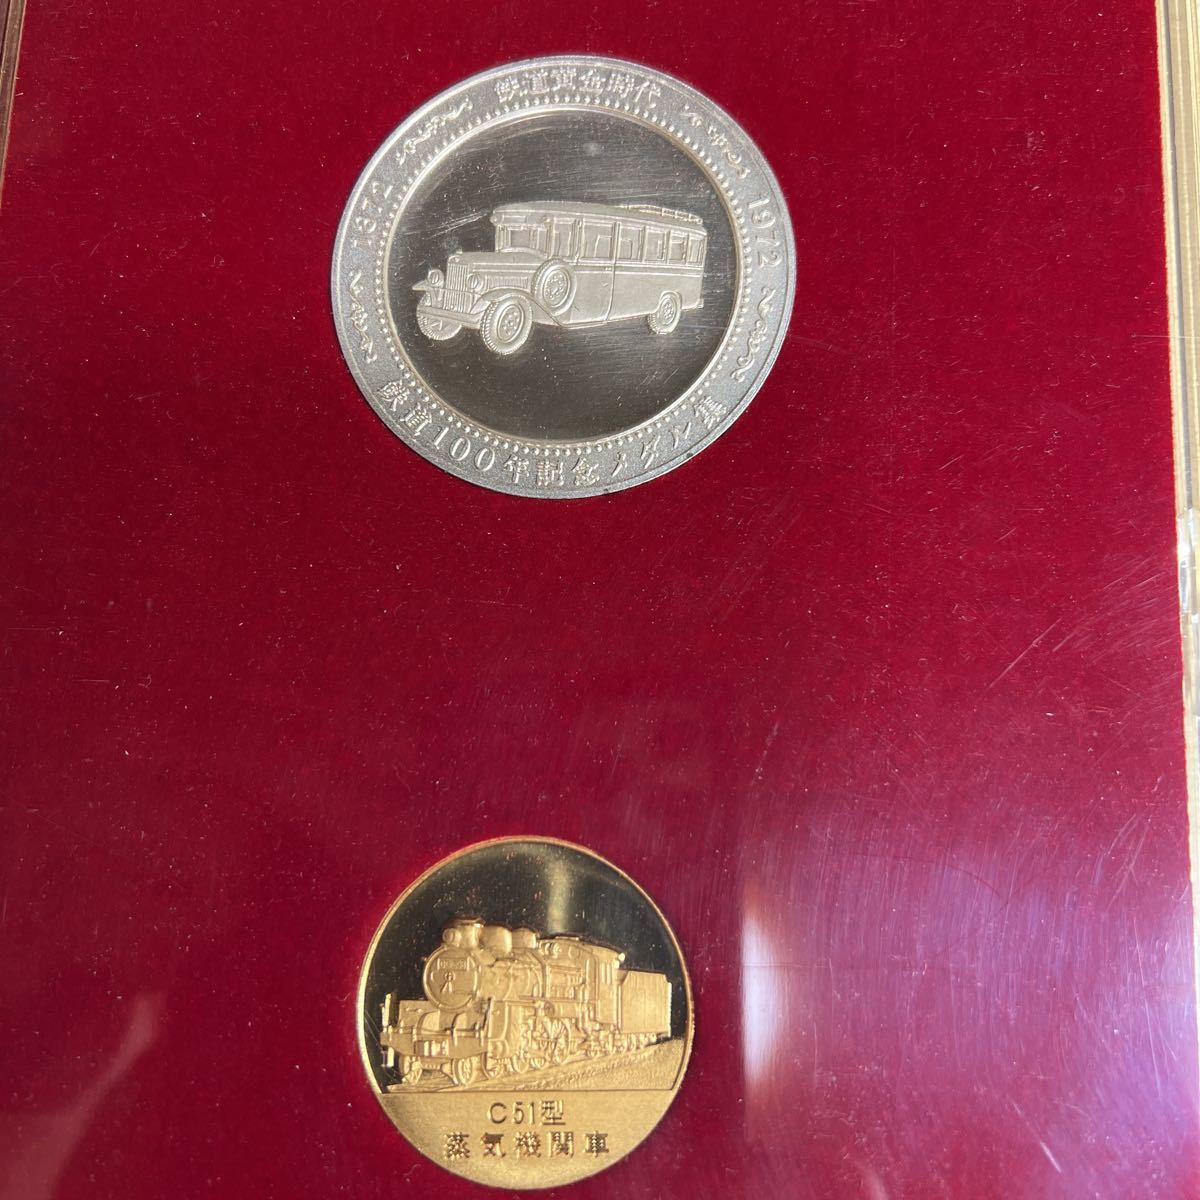 鉄道黄金時代
1872
1972
鉄道100年記念メダル集
C51型
蒸気機関車